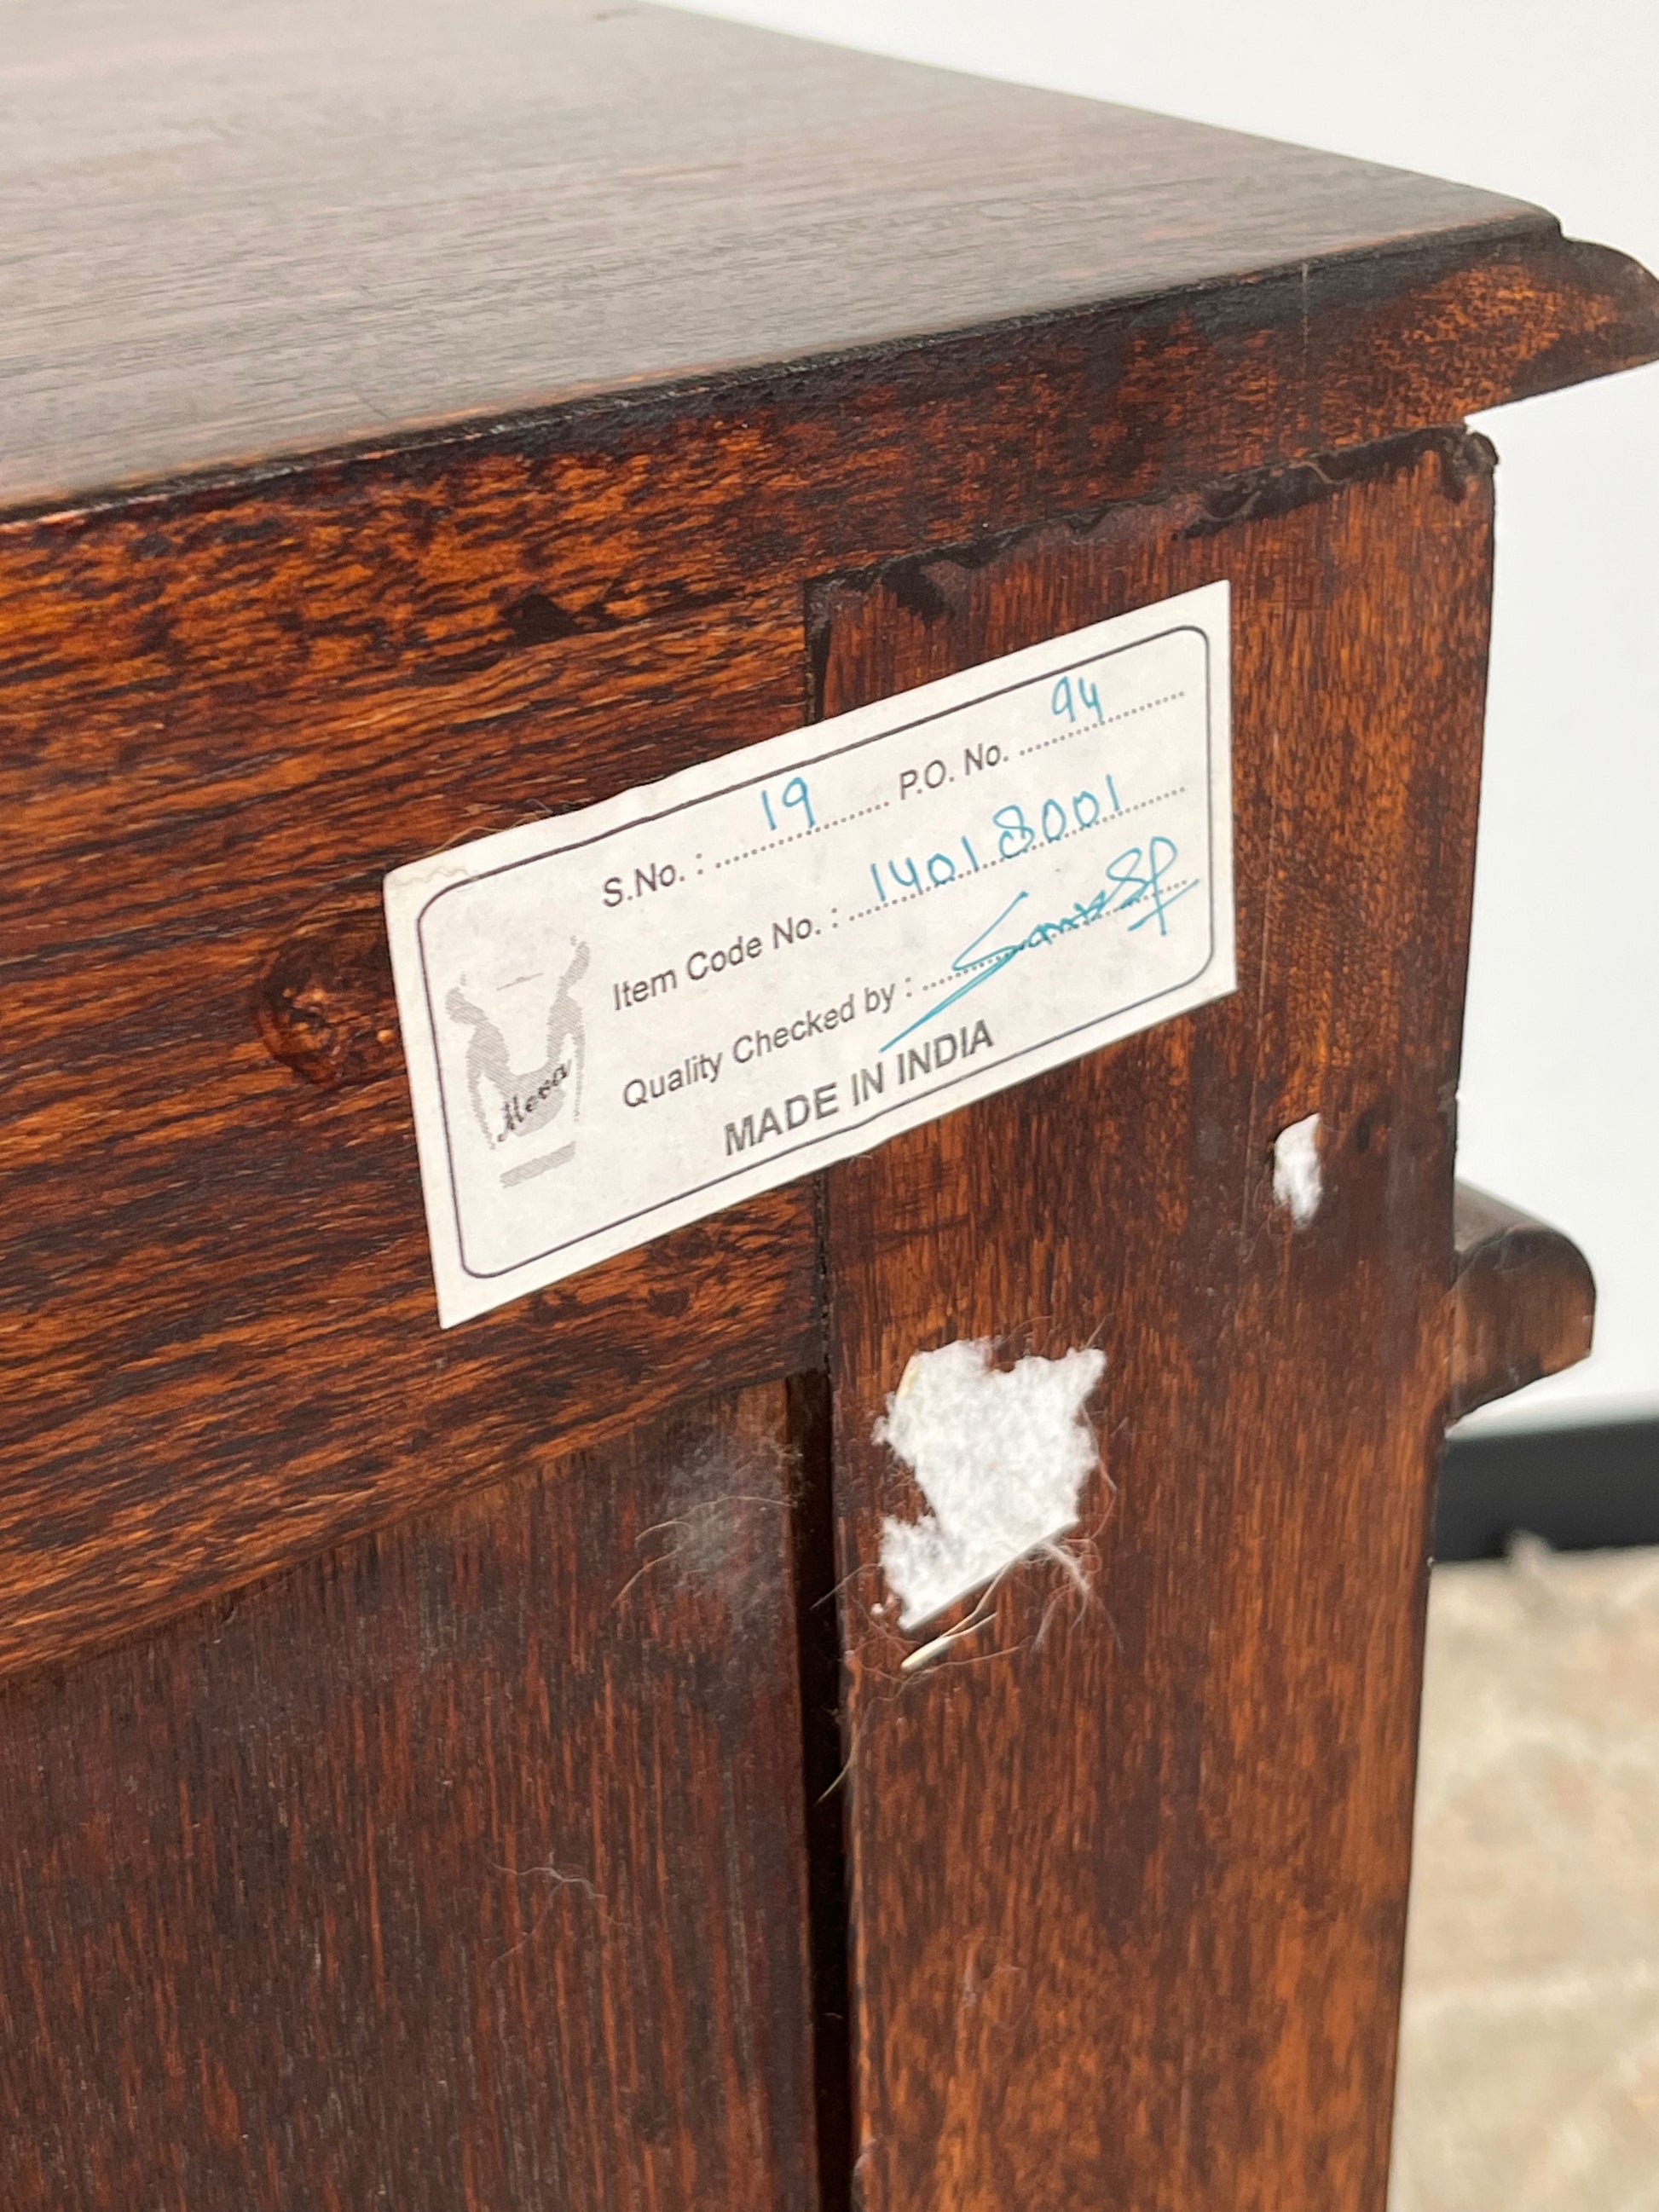 S.No. : 19 P.O. No. 94
Item Code No. : 14018001
Quality Checked by :
MADE IN INDIA